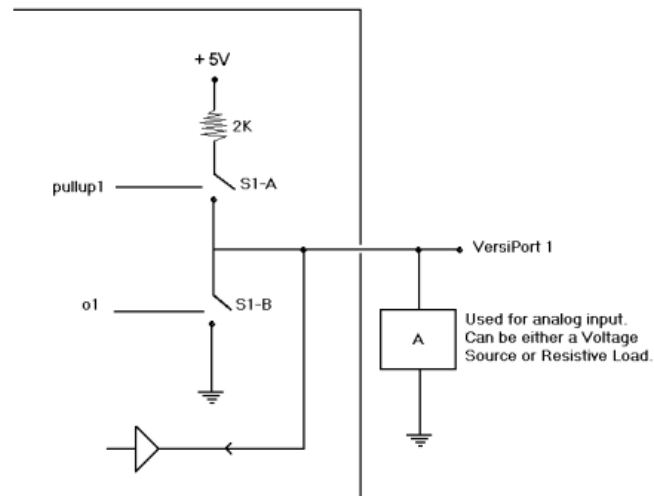 + 5V
2K
pullup1
S1-A
VersiPort 1
o1
S1-B
A
Used for analog input.
Can be either a Voltage
Source or Resistive Load.